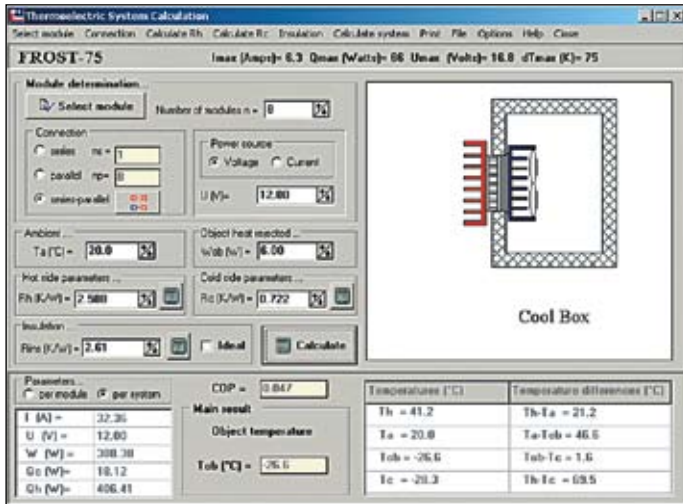 Thermoelectric System Calculation
Select module Connection Calculate Rh Calculate Rc Insulation Calculate system Print File Options Help Close
FROST-75 Imax (Amps)= 6.3 Qmax (Watts)= 66 Umax (Volts)= 16.8 dTmax (K)= 75
Module determination...
Select module Number of modules n = 8
Connection
series ns = 1
parallel np= 8
series-parallel
Power source
Voltage Current
U (V)= 12.00
Ambient ...
Ta (°C) = 20.0
Object heat rejected ...
Wob (W) = 6.00
Hot side parameters ...
Rh (K/W) = 2.500
Cold side parameters ...
Rc (K/W) = 0.722
Insulation ...
Rins (K/W) = 2.61 Ideal Calculate
Cool Box
Parameters...
per module per system
I (A) = 32.36
U (V) = 12.00
W (W) = 388.30
Qc (W)= 18.12
Qh (W)= 406.41
COP = 0.047
Main result
Object temperature
Tob (°C) = -26.6
Temperatures (°C) Temperature differences (°C)
Th = 41.2 Th-Ta = 21.2
Ta = 20.0 Ta-Tob = 46.6
Tob = -26.6 Tob-Tc = 1.6
Tc = -28.3 Th-Tc = 69.5